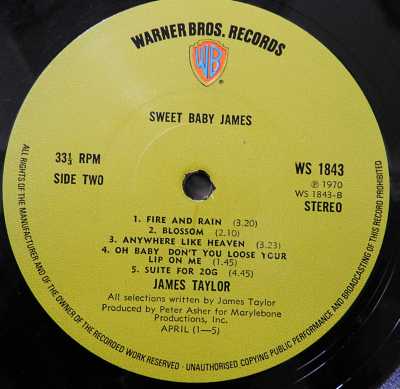 WARNER BROS. RECORDS
WB
SWEET BABY JAMES
33⅓ RPM
SIDE TWO
WS 1843
℗ 1970
WS 1843-B
STEREO
1. FIRE AND RAIN (3.20)
2. BLOSSOM (2.10)
3. ANYWHERE LIKE HEAVEN (3.23)
4. OH BABY DON'T YOU LOOSE YOUR
LIP ON ME (1.45)
5. SUITE FOR 20G (4.45)
JAMES TAYLOR
All selections written by James Taylor
Produced by Peter Asher for Marylebone
Productions, Inc.
APRIL (1—5)
ALL RIGHTS OF THE MANUFACTURER AND OF THE OWNER OF THE RECORDED WORK RESERVED - UNAUTHORISED COPYING PUBLIC PERFORMANCE AND BROADCASTING OF THIS RECORD PROHIBITED